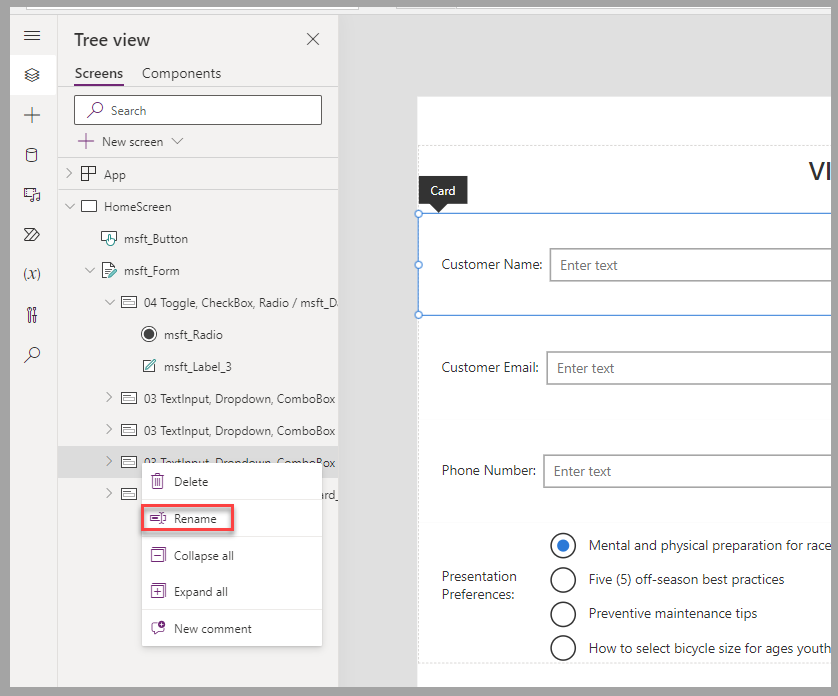 Tree view
Screens Components
Search
New screen
App
HomeScreen
msft_Button
msft_Form
04 Toggle, CheckBox, Radio / msft_D
msft_Radio
msft_Label_3
03 TextInput, Dropdown, ComboBox
03 TextInput, Dropdown, ComboBox
03 TextInput, Dropdown, ComboBox
ard_
Delete
Rename
Collapse all
Expand all
New comment
(x)
VI
Card
Customer Name: Enter text
Customer Email: Enter text
Phone Number: Enter text
Presentation
Preferences:
Mental and physical preparation for race
Five (5) off-season best practices
Preventive maintenance tips
How to select bicycle size for ages youth